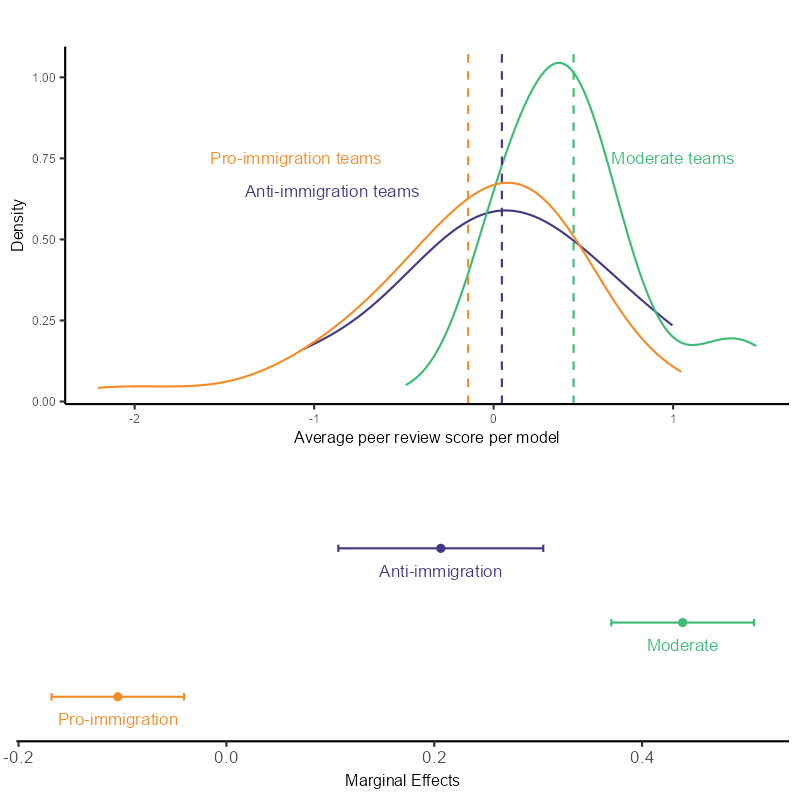 1.00
0.75
0.50
0.25
0.00
Density
Pro-immigration teams
Moderate teams
Anti-immigration teams
-2 -1 0 1
Average peer review score per model
Anti-immigration
Moderate
Pro-immigration
-0.2 0.0 0.2 0.4
Marginal Effects